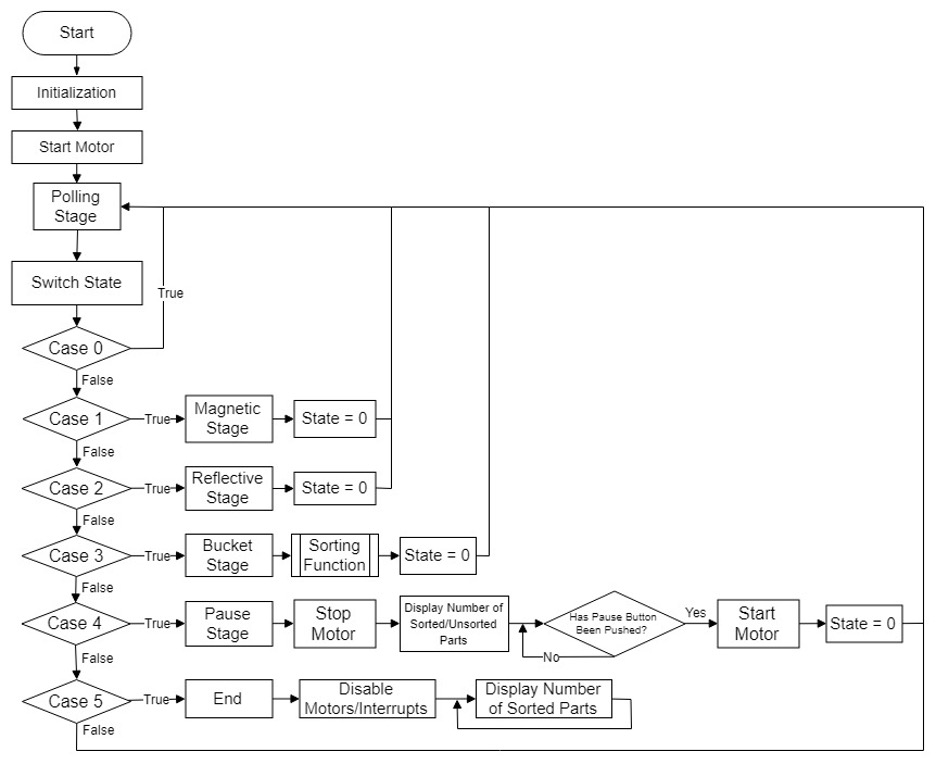 Start
Initialization
Start Motor
Polling
Stage
Switch State
True
Case 0
False
Case 1
True
Magnetic
Stage
State = 0
False
Case 2
True
Reflective
Stage
State = 0
False
Case 3
True
Bucket
Stage
Sorting
Function
State = 0
False
Case 4
True
Pause
Stage
Stop
Motor
Display Number of
Sorted/Unsorted
Parts
Has Pause Button
Been Pushed?
No
Yes
Start
Motor
State = 0
False
Case 5
True
End
Disable
Motors/Interrupts
Display Number
of Sorted Parts
False